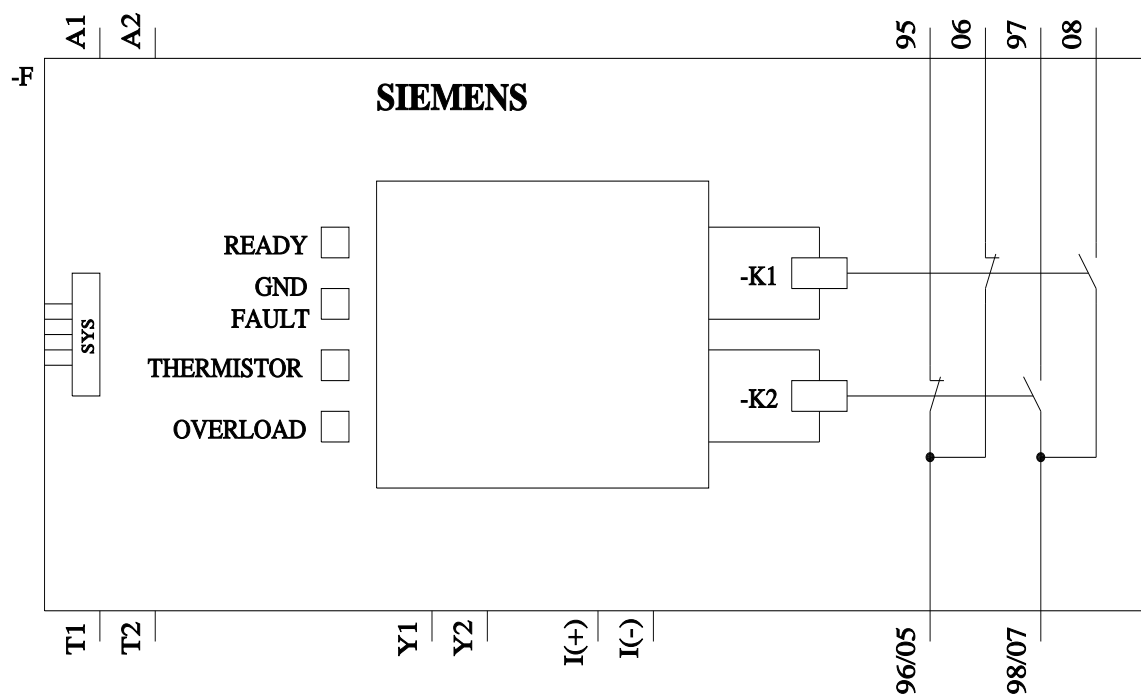 A1
A2
95
06
97
08
-F
SIEMENS
READY
GND
FAULT
THERMISTOR
OVERLOAD
SYS
-K1
-K2
T1
T2
Y1
Y2
I(+)
I(-)
96/05
98/07